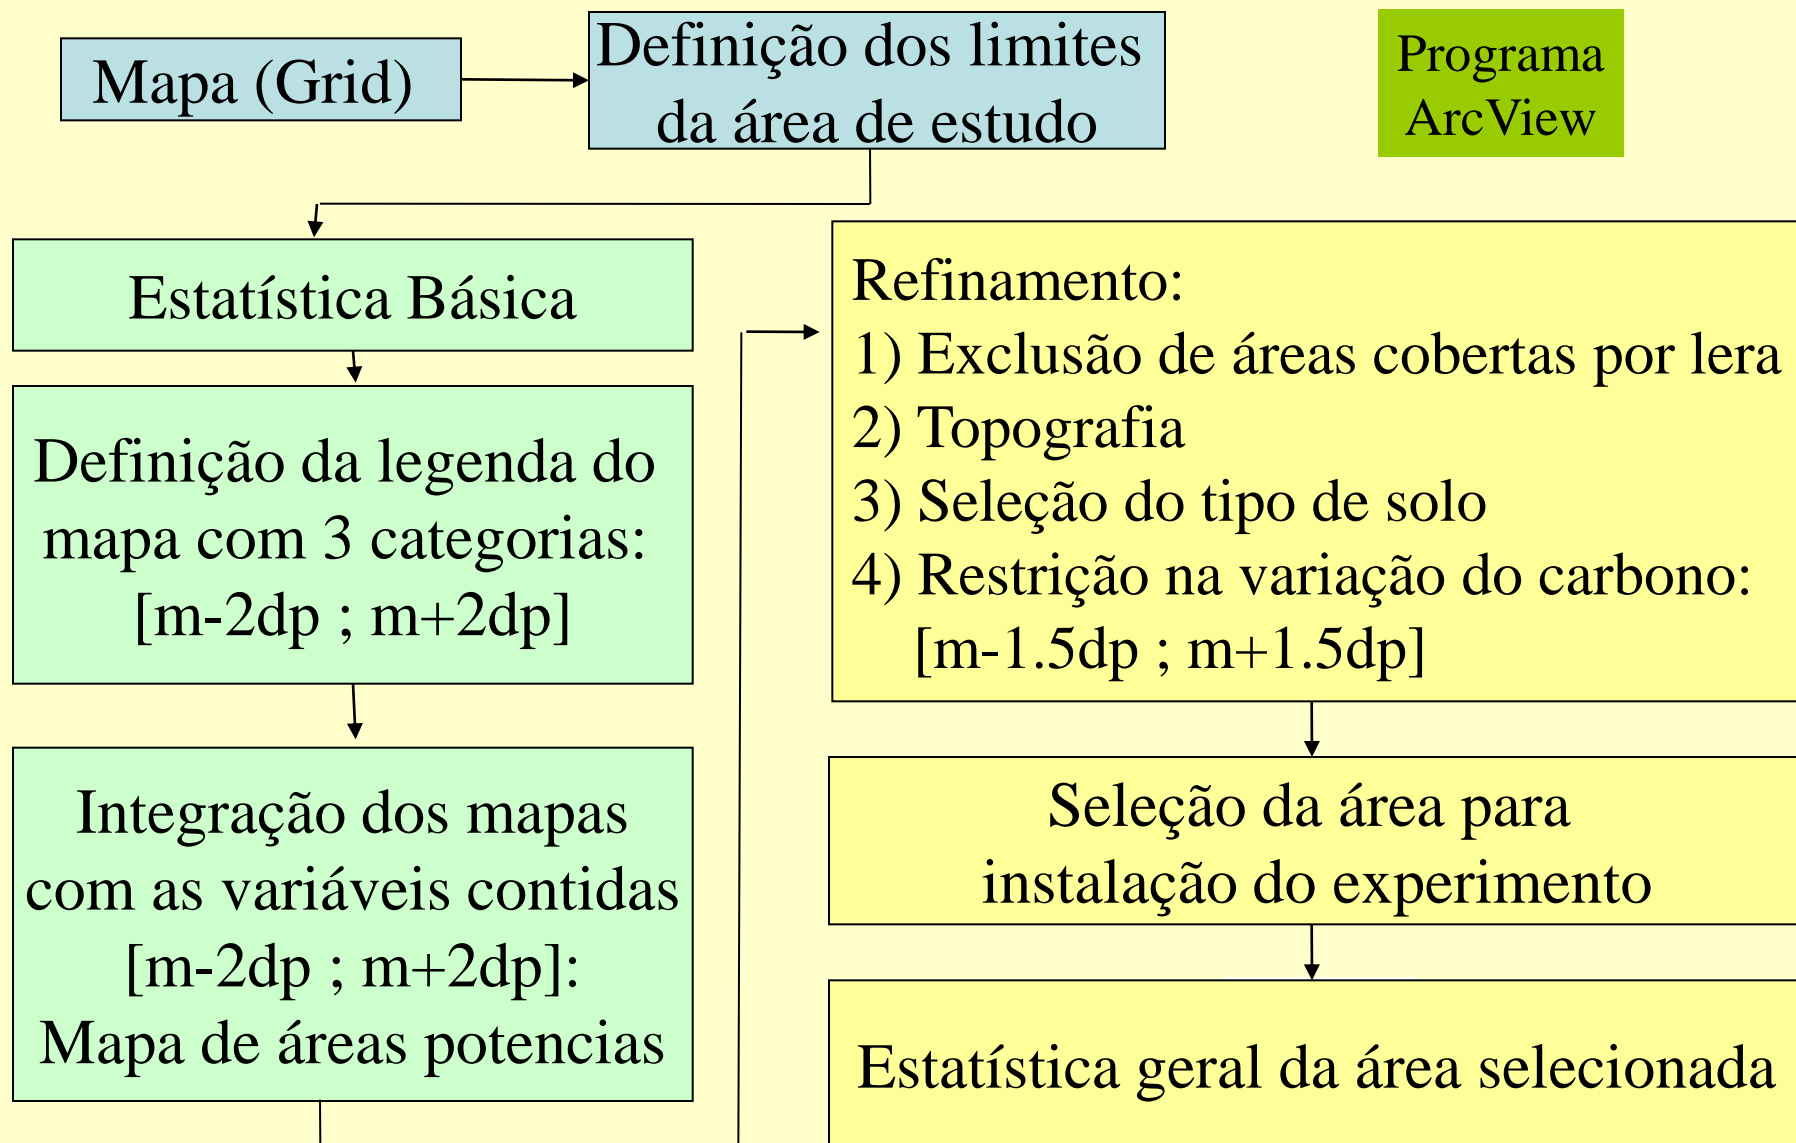 Mapa (Grid)
Definição dos limites
da área de estudo
Programa
ArcView
Estatística Básica
Definição da legenda do
mapa com 3 categorias:
[m-2dp ; m+2dp]
Integração dos mapas
com as variáveis contidas
[m-2dp ; m+2dp]:
Mapa de áreas potencias
Refinamento:
1) Exclusão de áreas cobertas por lera
2) Topografia
3) Seleção do tipo de solo
4) Restrição na variação do carbono:
[m-1.5dp ; m+1.5dp]
Seleção da área para
instalação do experimento
Estatística geral da área selecionada